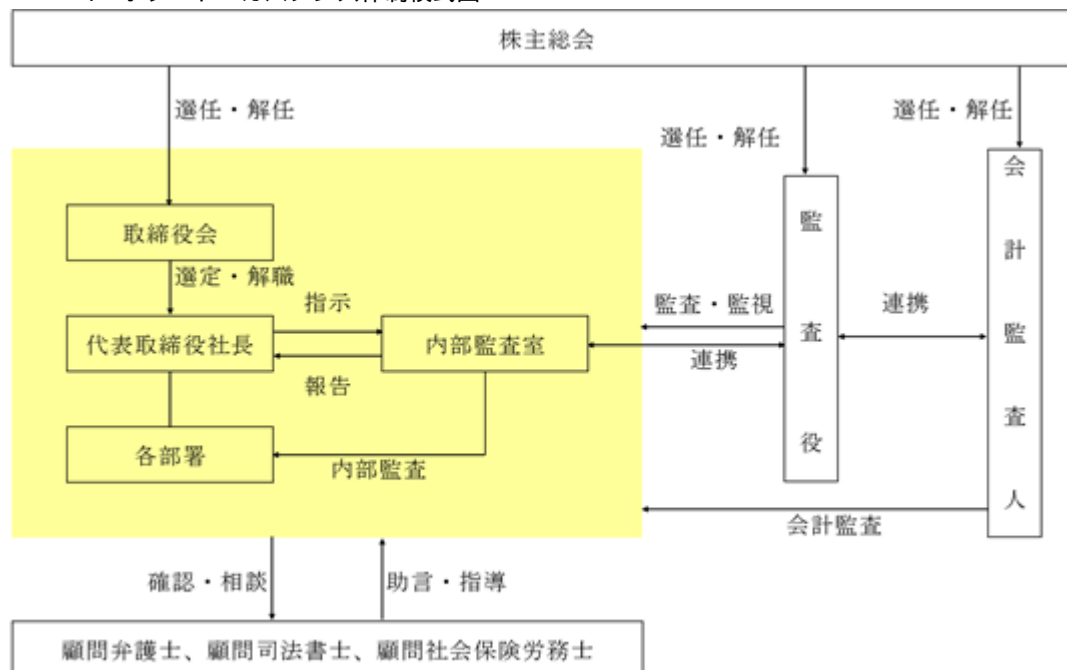 株主総会
選任・解任
選任・解任
選任・解任
取締役会
選定・解職
代表取締役社長
指示
報告
内部監査室
各部署
内部監査
監査・監視
連携
監査役
連携
会計監査人
会計監査
確認・相談
助言・指導
顧問弁護士、顧問司法書士、顧問社会保険労務士